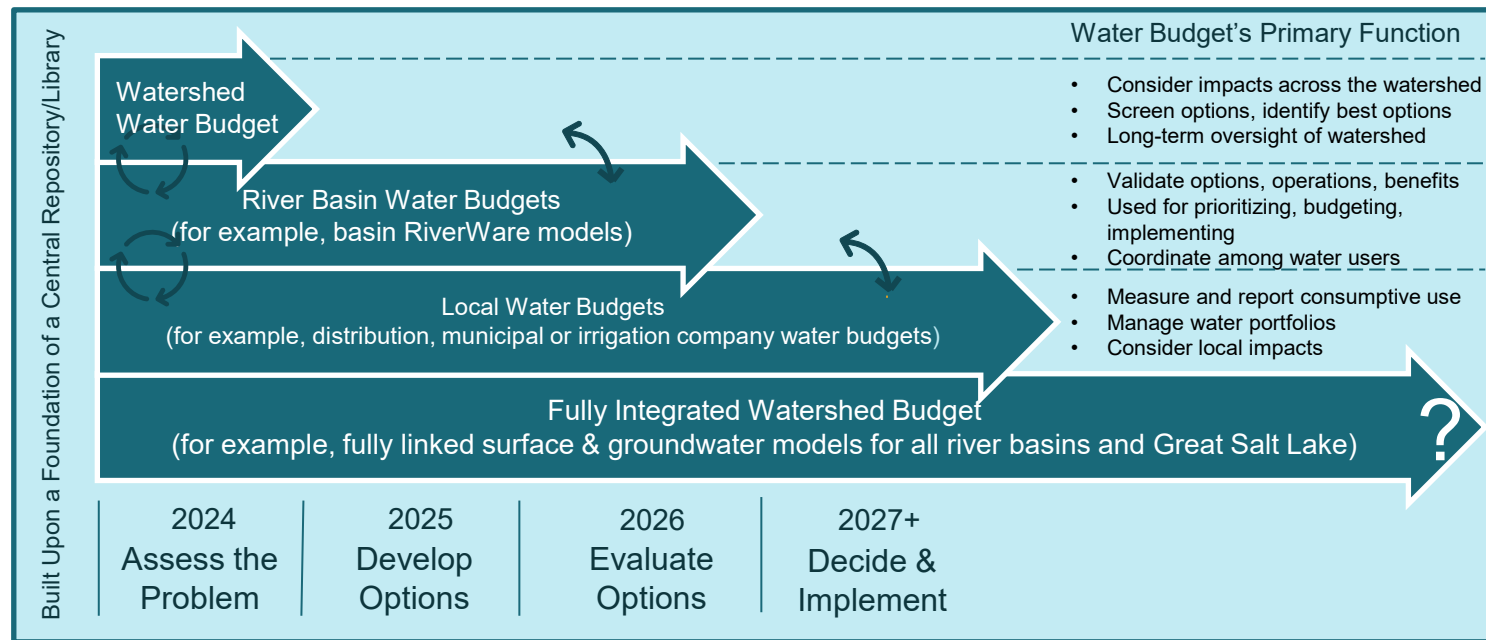 Built Upon a Foundation of a Central Repository/Library
Water Budget's Primary Function
Watershed
Water Budget
• Consider impacts across the watershed
• Screen options, identify best options
• Long-term oversight of watershed
River Basin Water Budgets
(for example, basin RiverWare models)
• Validate options, operations, benefits
• Used for prioritizing, budgeting,
implementing
• Coordinate among water users
Local Water Budgets
(for example, distribution, municipal or irrigation company water budgets)
• Measure and report consumptive use
• Manage water portfolios
• Consider local impacts
Fully Integrated Watershed Budget
(for example, fully linked surface & groundwater models for all river basins and Great Salt Lake)
?
2024
Assess the
Problem
2025
Develop
Options
2026
Evaluate
Options
2027+
Decide &
Implement